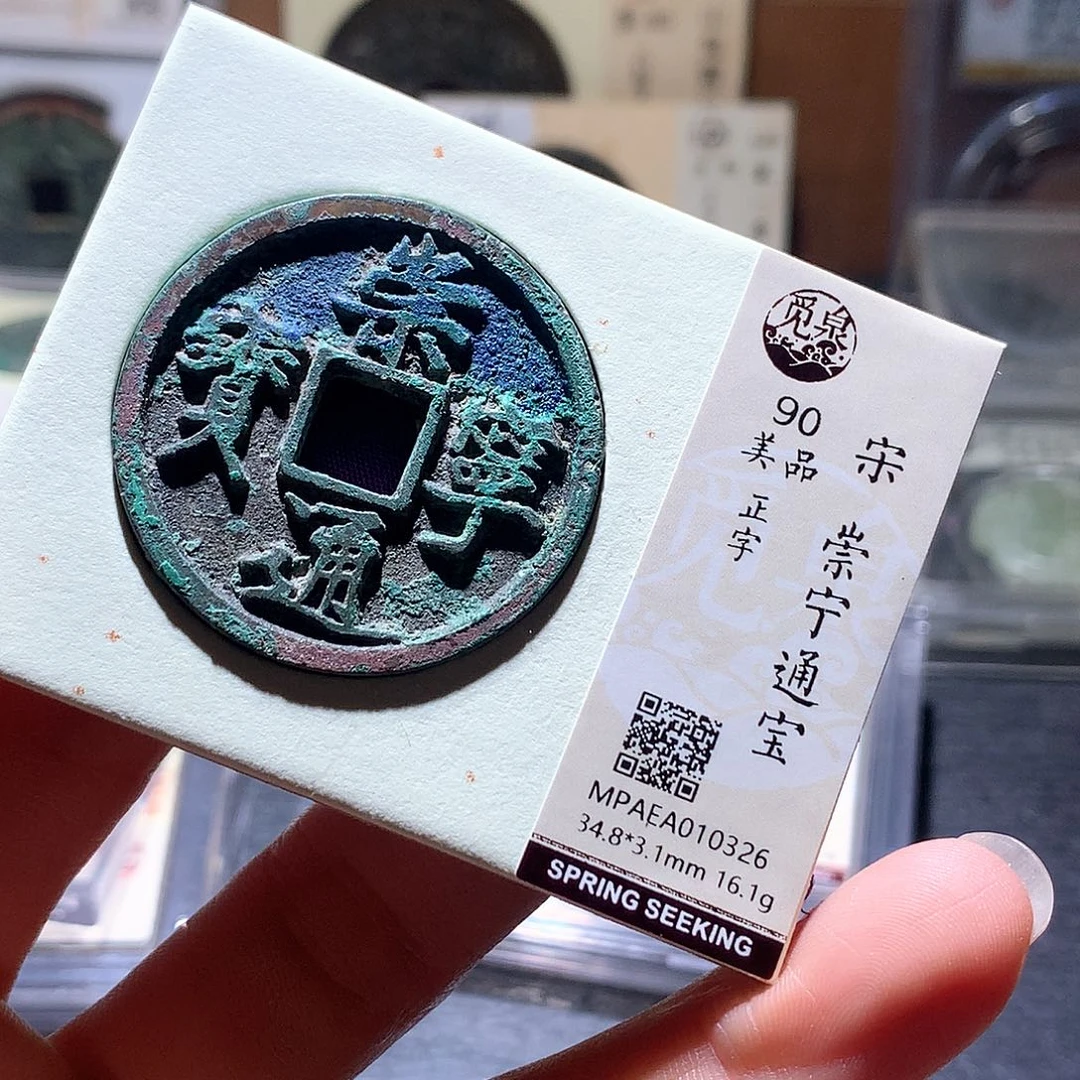 崇寧通寶
觅泉
90
美品
正字
宋
崇宁通宝
MPAEA010326
34.8*3.1mm 16.1g
SPRING SEEKING